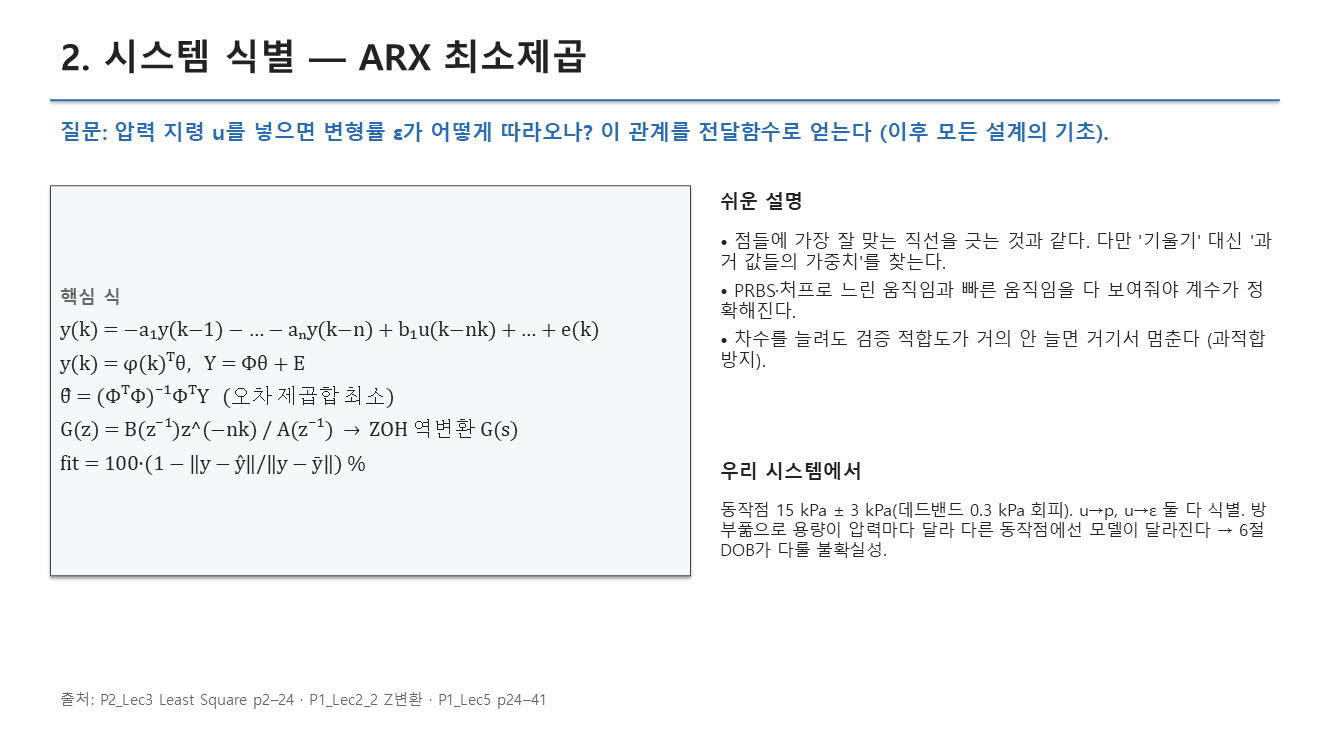 2. 시스템 식별 — ARX 최소제곱
질문: 압력 지령 u를 넣으면 변형률 ε가 어떻게 따라오나? 이 관계를 전달함수로 얻는다 (이후 모든 설계의 기초).
핵심 식
y(k) = −a₁y(k−1) − … − aₙy(k−n) + b₁u(k−nk) + … + e(k)
y(k) = φ(k)ᵀθ,  Y = Φθ + E
θ̂ = (ΦᵀΦ)⁻¹ΦᵀY  (오차 제곱합 최소)
G(z) = B(z⁻¹)z^(−nk) / A(z⁻¹) → ZOH 역변환 G(s)
fit = 100·(1 − ‖y − ŷ‖/‖y − ȳ‖) %
쉬운 설명
• 점들에 가장 잘 맞는 직선을 긋는 것과 같다. 다만 '기울기' 대신 '과
거 값들의 가중치'를 찾는다.
• PRBS·처프로 느린 움직임과 빠른 움직임을 다 보여줘야 계수가 정
확해진다.
• 차수를 늘려도 검증 적합도가 거의 안 늘면 거기서 멈춘다 (과적합
방지).
우리 시스템에서
동작점 15 kPa ± 3 kPa(데드밴드 0.3 kPa 회피). u→p, u→ε 둘 다 식별. 방
부풂으로 용량이 압력마다 달라 다른 동작점에선 모델이 달라진다 → 6절
DOB가 다룰 불확실성.
출처: P2_Lec3 Least Square p2–24 · P1_Lec2_2 Z변환 · P1_Lec5 p24–41